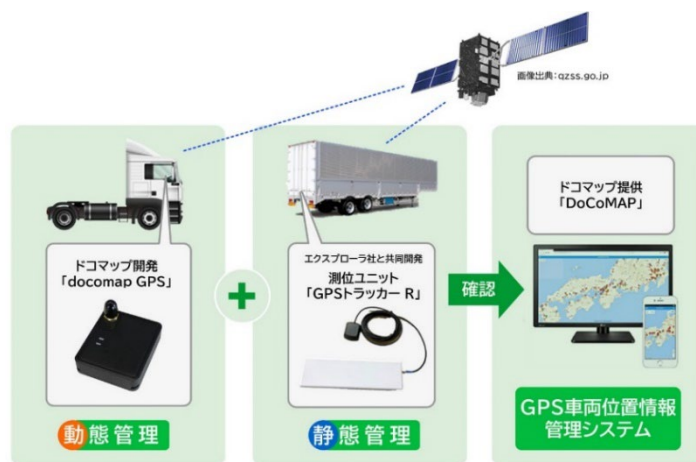 画像出典：qzss.go.jp
ドコマップ開発
「docomap GPS」
動態管理
エクスプローラ社と共同開発
測位ユニット
「GPSトラッカー R」
静態管理
確認
ドコマップ提供
「DoCoMAP」
GPS車両位置情報
管理システム